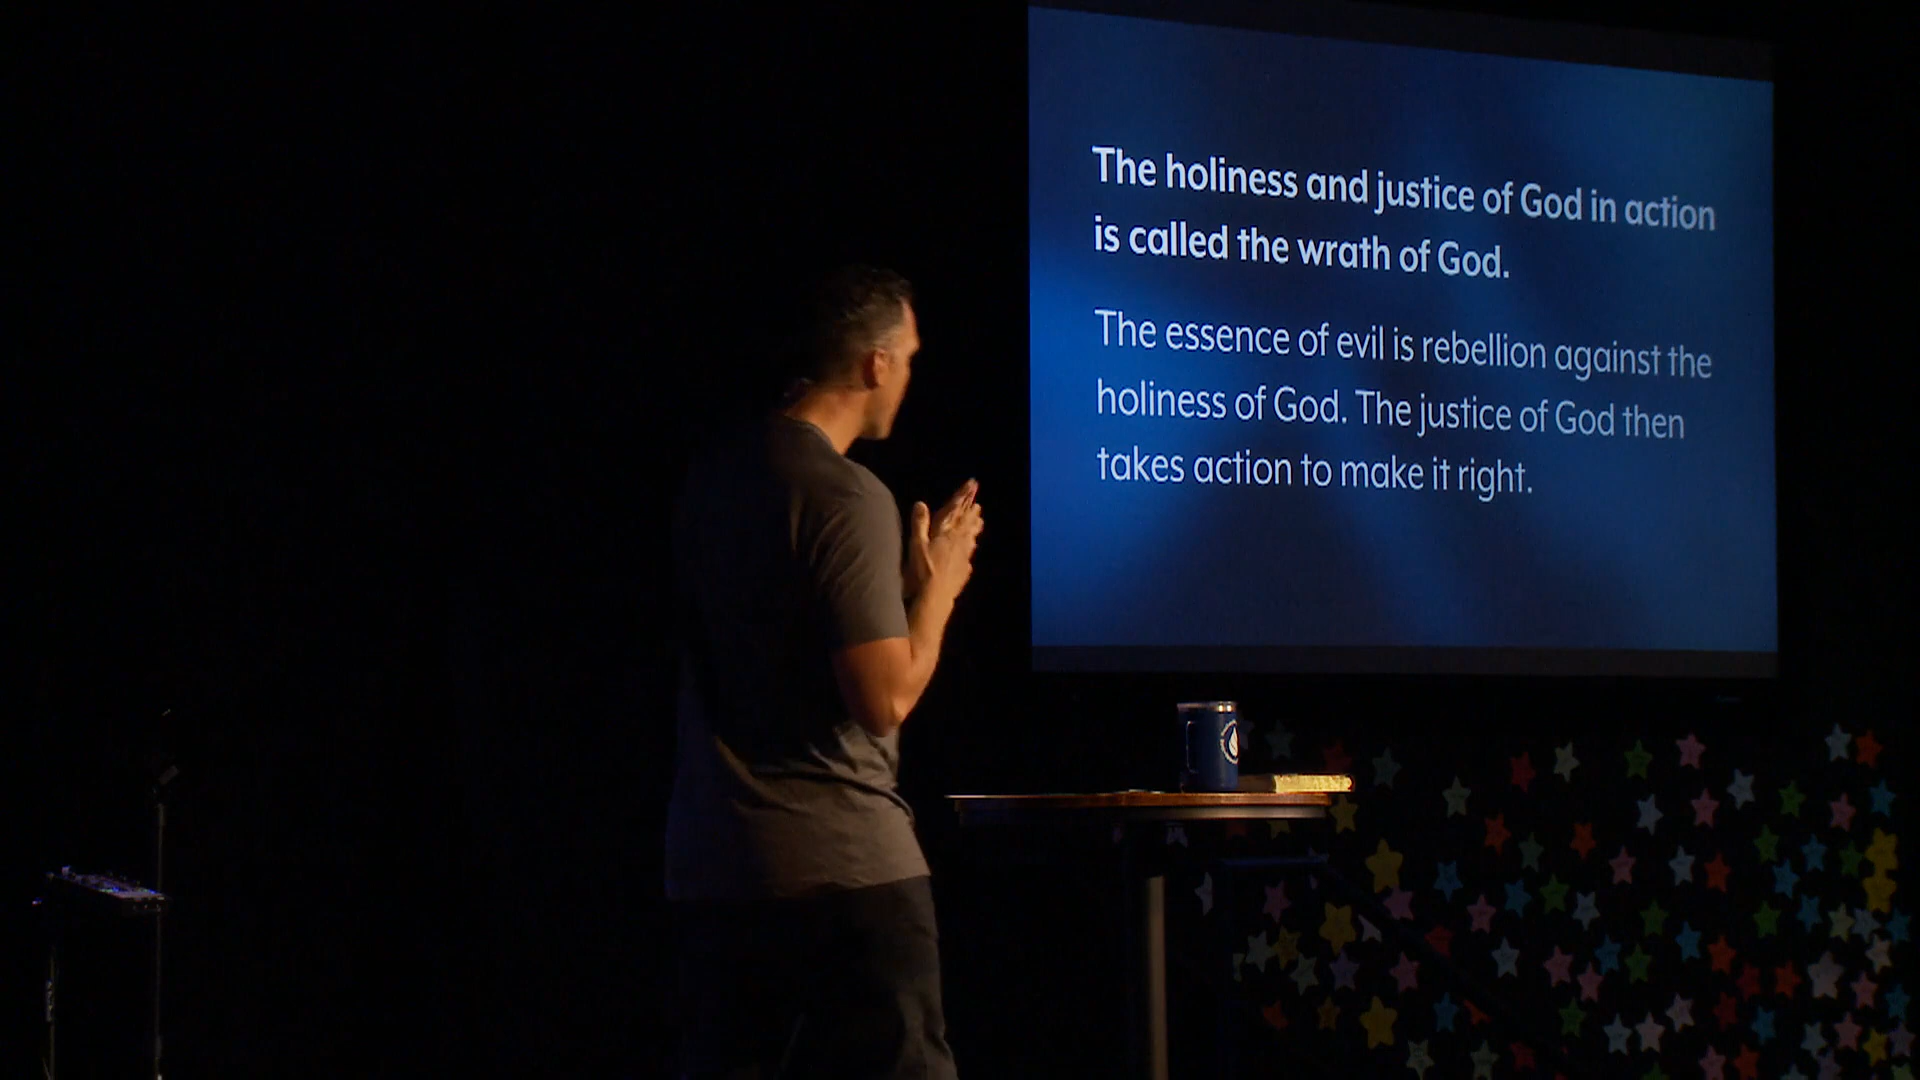 The holiness and justice of God in action
is called the wrath of God.
The essence of evil is rebellion against the
holiness of God. The justice of God then
takes action to make it right.